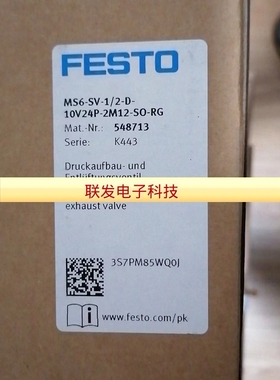 FESTO
MS6-SV-1/2-D-
10V24P-2M12-SO-RG
Mat.-Nr.: 548713
Serie: K443
Druckaufbau- und
Entlüftungsventil
联发电子科技
exhaust valve
3S7PM85WQ0J
www.festo.com/pk